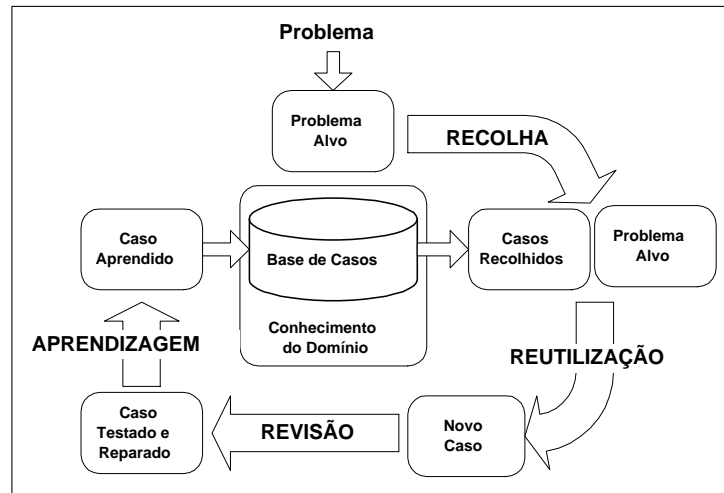 Problema
Problema
Alvo
RECOLHA
Caso
Aprendido
Base de Casos
Casos
Recolhidos
Problema
Alvo
Conhecimento
do Domínio
APRENDIZAGEM
REUTILIZAÇÃO
Caso
Testado e
Reparado
REVISÃO
Novo
Caso